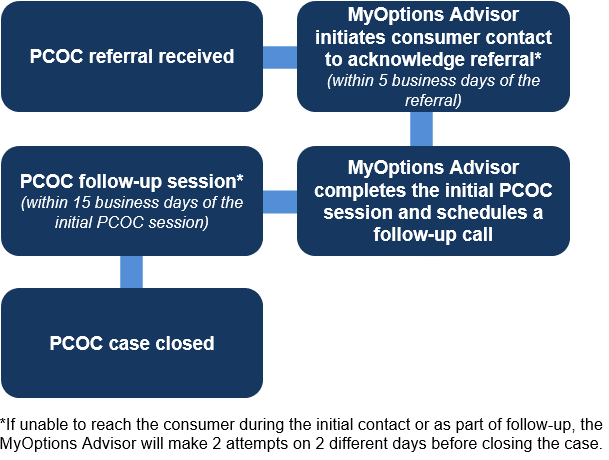 PCOC referral received
MyOptions Advisor
initiates consumer contact
to acknowledge referral*
(within 5 business days of the
referral)
PCOC follow-up session*
(within 15 business days of the
initial PCOC session)
MyOptions Advisor
completes the initial PCOC
session and schedules a
follow-up call
PCOC case closed
*If unable to reach the consumer during the initial contact or as part of follow-up, the
MyOptions Advisor will make 2 attempts on 2 different days before closing the case.